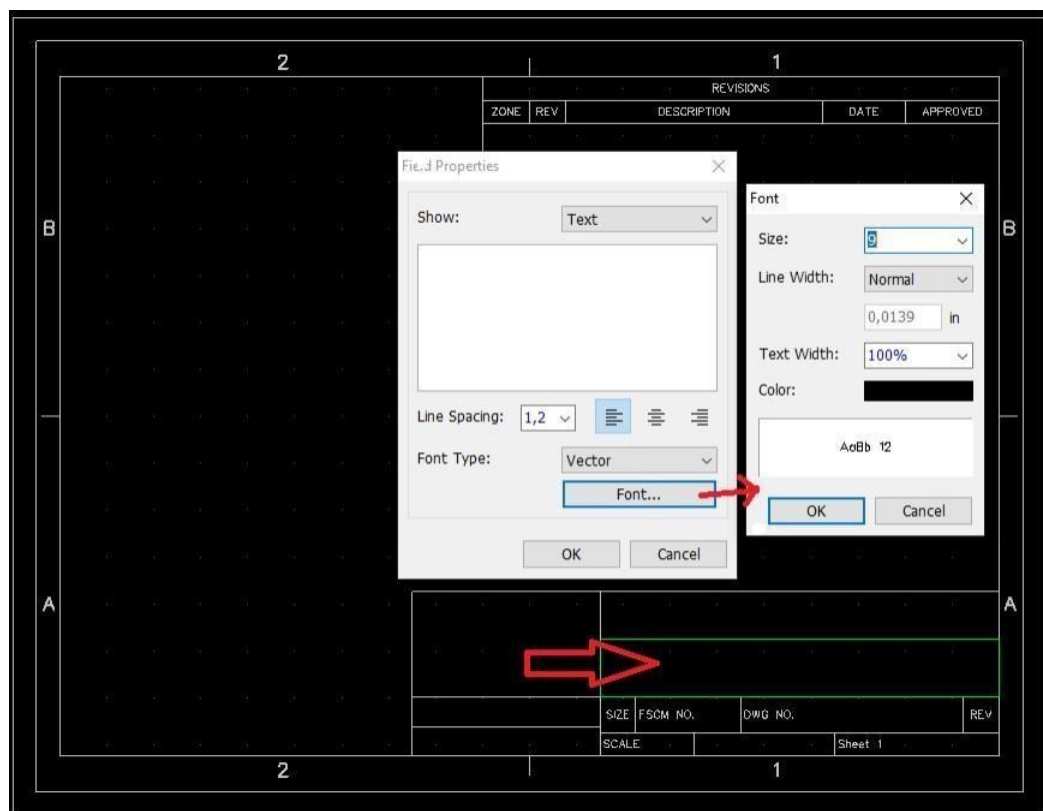 2 1
REVISIONS
ZONE REV DESCRIPTION DATE APPROVED
Field Properties
Show: Text
Line Spacing: 1,2
Font Type: Vector
Font...
OK Cancel
Font
Size: 9
Line Width: Normal
0,0139 in
Text Width: 100%
Color:
AaBb 12
OK Cancel
B B
A A
SIZE FSCM NO. DWG NO. REV
SCALE Sheet 1
2 1